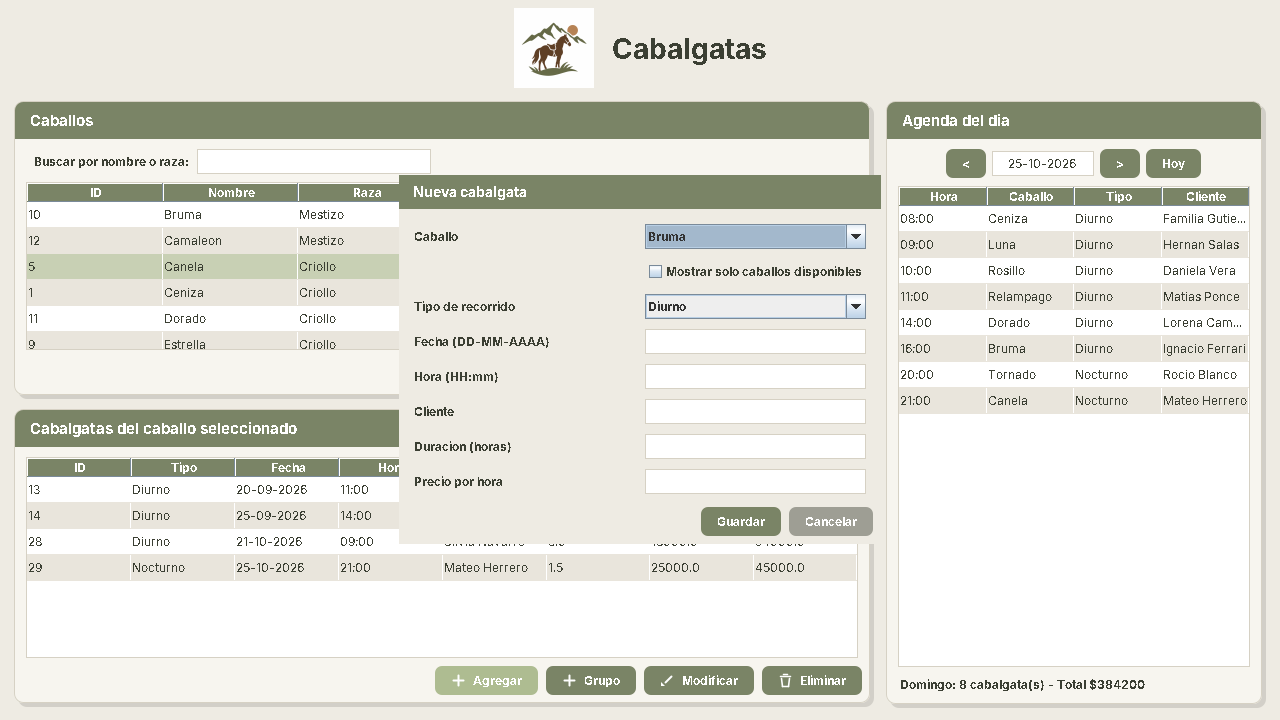 Cabalgatas
Caballos
Buscar por nombre o raza:
ID Nombre Raza
10 Bruma Mestizo
12 Camaleon Mestizo
5 Canela Criollo
1 Ceniza Criollo
11 Dorado Criollo
9 Estrella Criollo
Nueva cabalgata
Caballo Bruma
Mostrar solo caballos disponibles
Tipo de recorrido Diurno
Fecha (DD-MM-AAAA)
Hora (HH:mm)
Cliente
Duracion (horas)
Precio por hora
Guardar Cancelar
Cabalgatas del caballo seleccionado
ID Tipo Fecha
13 Diurno 20-09-2026 11:00
14 Diurno 25-09-2026 14:00
28 Diurno 21-10-2026 09:00
29 Nocturno 25-10-2026 21:00 Mateo Herrero 1.5 25000.0 45000.0
Agregar Grupo Modificar Eliminar
Agenda del dia
< 25-10-2026 > Hoy
Hora Caballo Tipo Cliente
08:00 Ceniza Diurno Familia Gutie...
09:00 Luna Diurno Hernan Salas
10:00 Rosillo Diurno Daniela Vera
11:00 Relampago Diurno Matias Ponce
14:00 Dorado Diurno Lorena Cam...
16:00 Bruma Diurno Ignacio Ferrari
20:00 Tornado Nocturno Rocio Blanco
21:00 Canela Nocturno Mateo Herrero
Domingo: 8 cabalgata(s) - Total $384200